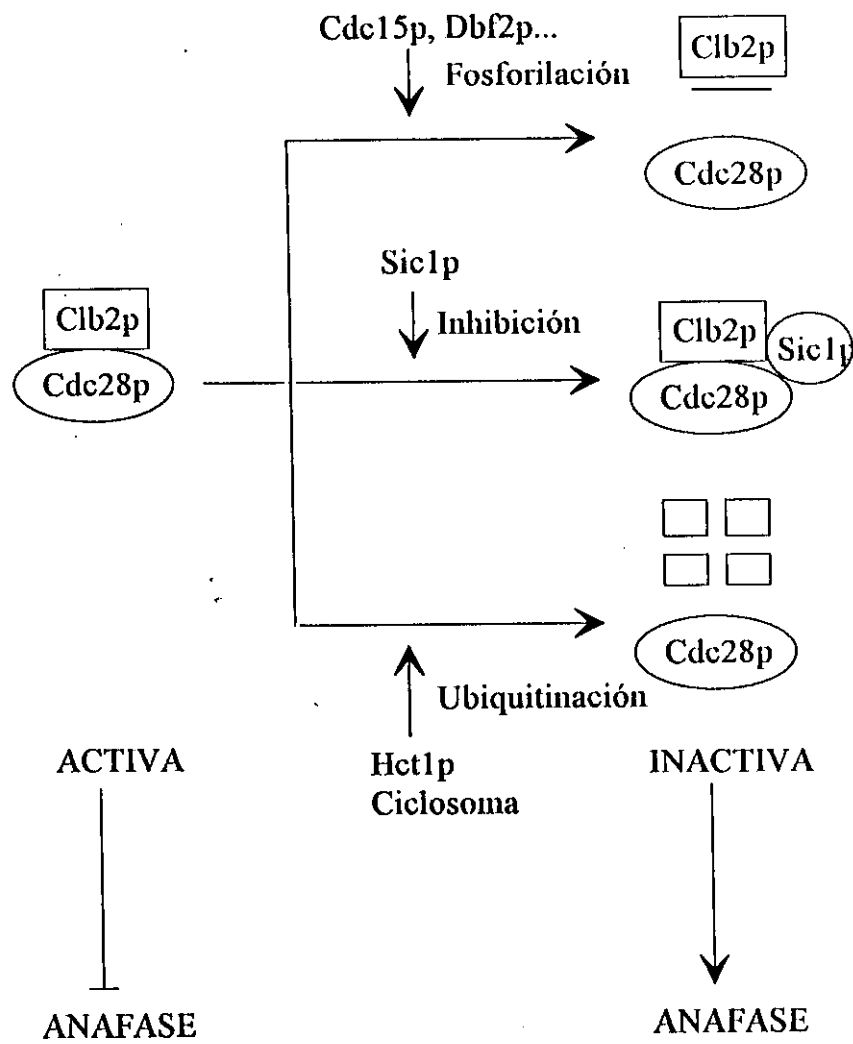 Cdc15p, Dbf2p...
Fosforilación
Clb2p
Cdc28p
Sic1p
Inhibición
Clb2p
Cdc28p
Clb2p
Sic1p
Cdc28p
Ubiquitinación
Cdc28p
Hct1p
Ciclosoma
ACTIVA
INACTIVA
ANAFASE
ANAFASE